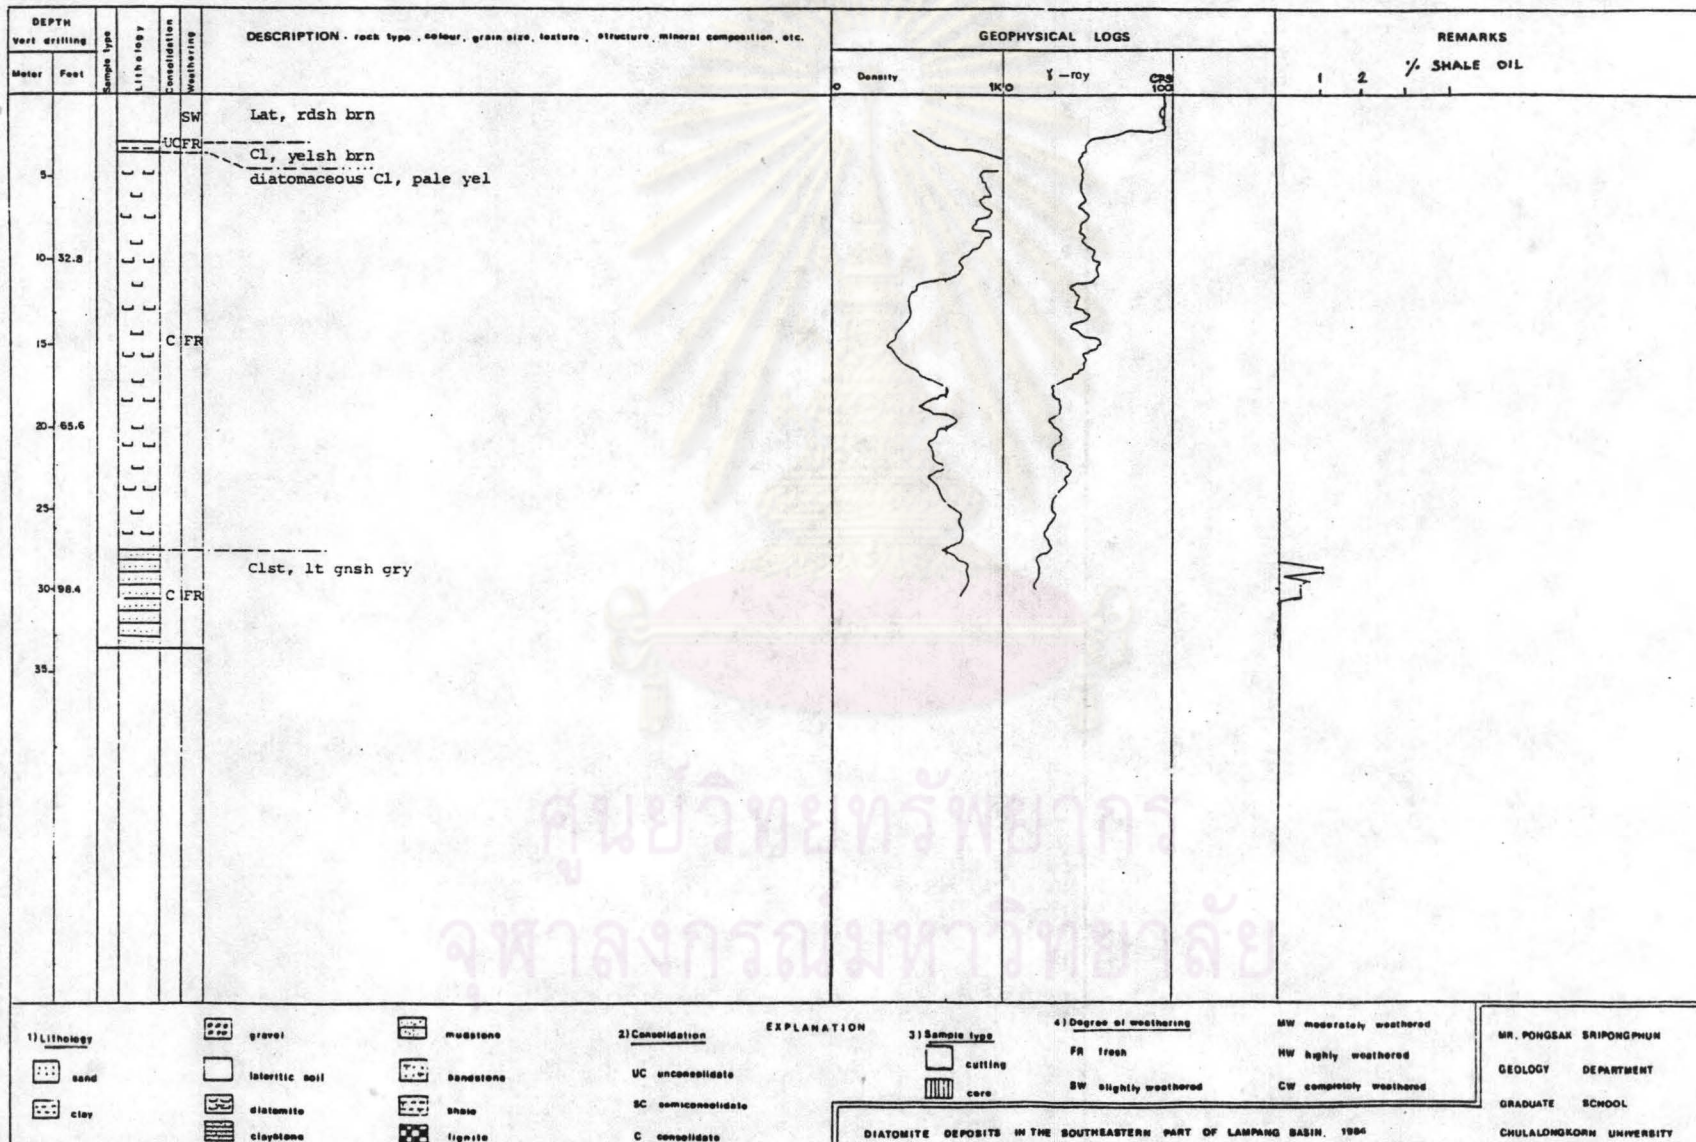 DEPTH
Vert drilling
Meter Feet
Sample type
Lithology
Consolidation
Weathering
DESCRIPTION - rock type, colour, grain size, texture, structure, mineral composition, etc.
GEOPHYSICAL LOGS
Density
0 1K
γ-ray
0 CPS 100
REMARKS
% SHALE OIL
1 2
SW Lat, rdsh brn
UC FR
Cl, yelsh brn
5
diatomaceous Cl, pale yel
10 32.8
15 C FR
20 65.6
25
Clst, lt gnsh gry
30 98.4 C FR
35
ศูนย์วิทยทรัพยากร
จุฬาลงกรณ์มหาวิทยาลัย
EXPLANATION
1) Lithology
sand
clay
gravel
lateritic soil
diatomite
claystone
mudstone
sandstone
shale
lignite
2) Consolidation
UC unconsolidate
SC semiconsolidate
C consolidate
3) Sample type
cutting
core
4) Degree of weathering
FR fresh
SW slightly weathered
MW moderately weathered
HW highly weathered
CW completely weathered
DIATOMITE DEPOSITS IN THE SOUTHEASTERN PART OF LAMPANG BASIN. 1984
MR. PONGSAK SRIPONGPHUN
GEOLOGY DEPARTMENT
GRADUATE SCHOOL
CHULALONGKORN UNIVERSITY